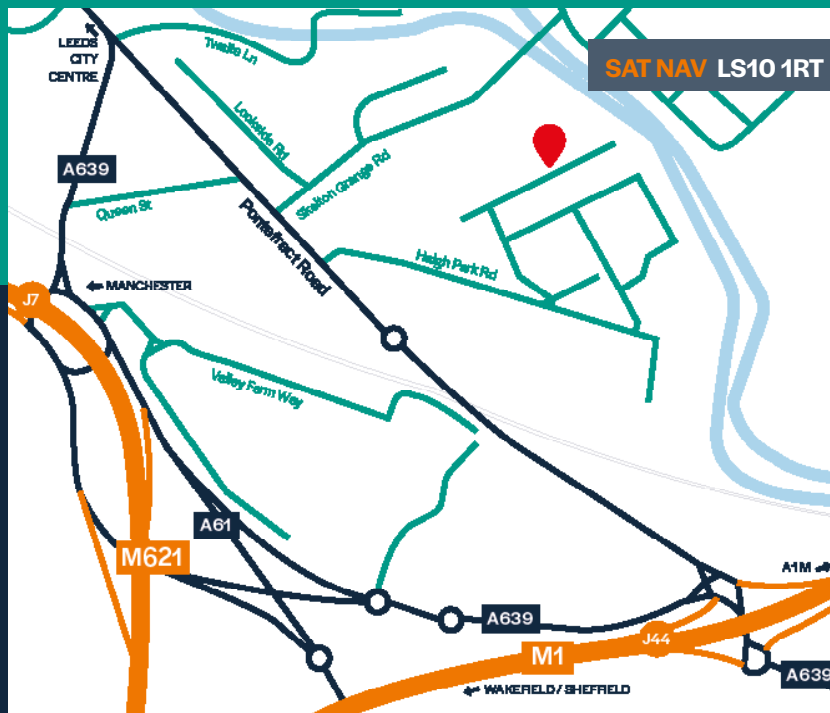 LEEDS
CITY
CENTRE
Twaite Ln
SAT NAV LS10 1RT
Lockside Rd
A639
Skelton Grange Rd
Queen St
Pontefract Road
Haigh Park Rd
MANCHESTER
J7
Valley Farm Way
A61
M621
A1M
A639
J44
M1
A639
WAKEFIELD / SHEFFIELD